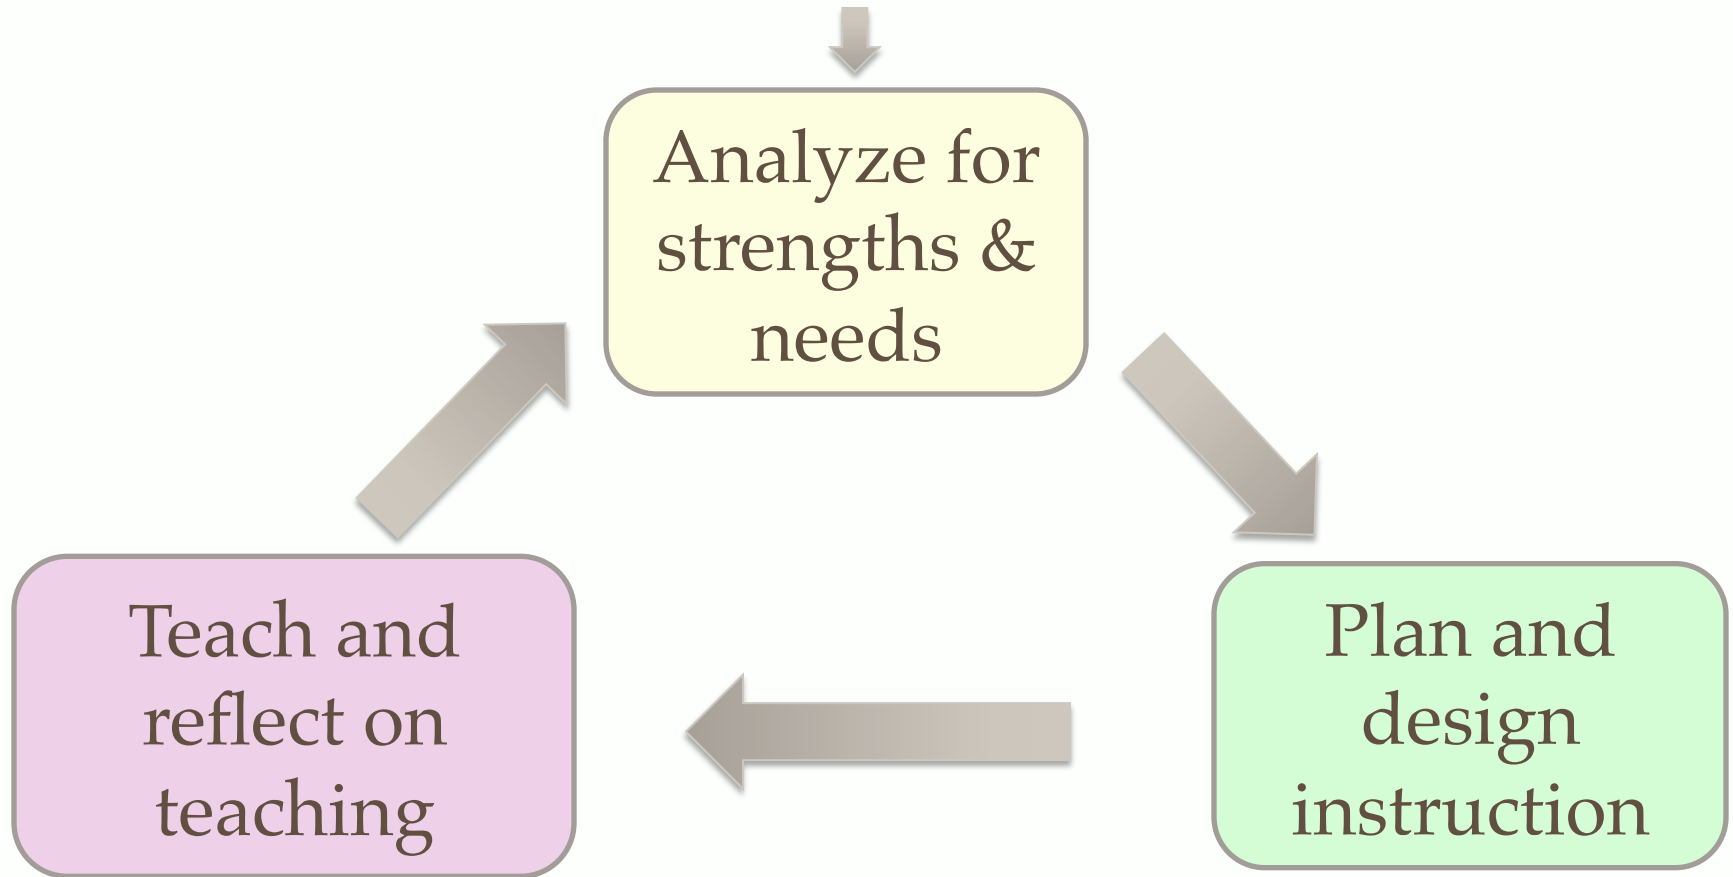 Analyze for
strengths &
needs
Teach and
reflect on
teaching
Plan and
design
instruction